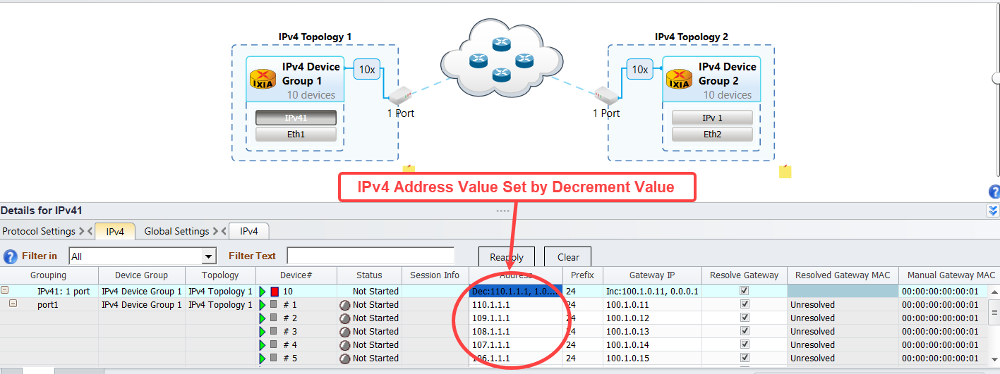 IPv4 Topology 1
IPv4 Topology 2
IPv4 Device
Group 1
10 devices
10x
IXIA
IPv41
Eth1
1 Port
1 Port
10x
IPv4 Device
Group 2
10 devices
IXIA
IPv 1
Eth2
IPv4 Address Value Set by Decrement Value
Details for IPv41
Protocol Settings IPv4 Global Settings IPv4
Filter in All Filter Text Reapply Clear
Grouping Device Group Topology Device# Status Session Info Address Prefix Gateway IP Resolve Gateway Resolved Gateway MAC Manual Gateway MAC
IPv41: 1 port IPv4 Device Group 1 IPv4 Topology 1 10 Not Started Dec:110.1.1.1, 1.0.... 24 Inc:100.1.0.11, 0.0.0.1 00:00:00:00:00:01
port1 IPv4 Device Group 1 IPv4 Topology 1 # 1 Not Started 110.1.1.1 24 100.1.0.11 Unresolved 00:00:00:00:00:01
# 2 Not Started 109.1.1.1 24 100.1.0.12 Unresolved 00:00:00:00:00:01
# 3 Not Started 108.1.1.1 24 100.1.0.13 Unresolved 00:00:00:00:00:01
# 4 Not Started 107.1.1.1 24 100.1.0.14 Unresolved 00:00:00:00:00:01
# 5 Not Started 106.1.1.1 24 100.1.0.15 Unresolved 00:00:00:00:00:01